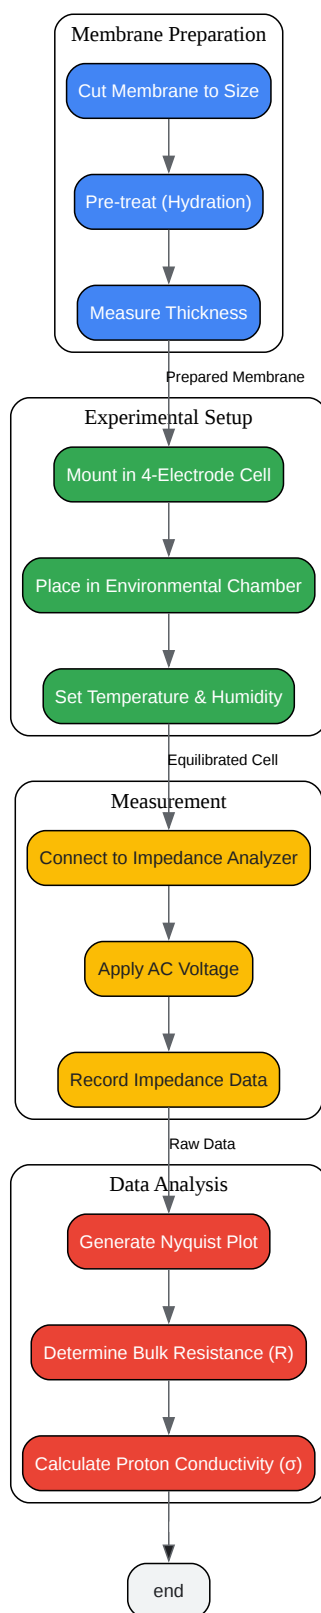 Membrane Preparation
Cut Membrane to Size
Pre-treat (Hydration)
Measure Thickness
Prepared Membrane
Experimental Setup
Mount in 4-Electrode Cell
Place in Environmental Chamber
Set Temperature & Humidity
Equilibrated Cell
Measurement
Connect to Impedance Analyzer
Apply AC Voltage
Record Impedance Data
Raw Data
Data Analysis
Generate Nyquist Plot
Determine Bulk Resistance (R)
Calculate Proton Conductivity (σ)
end